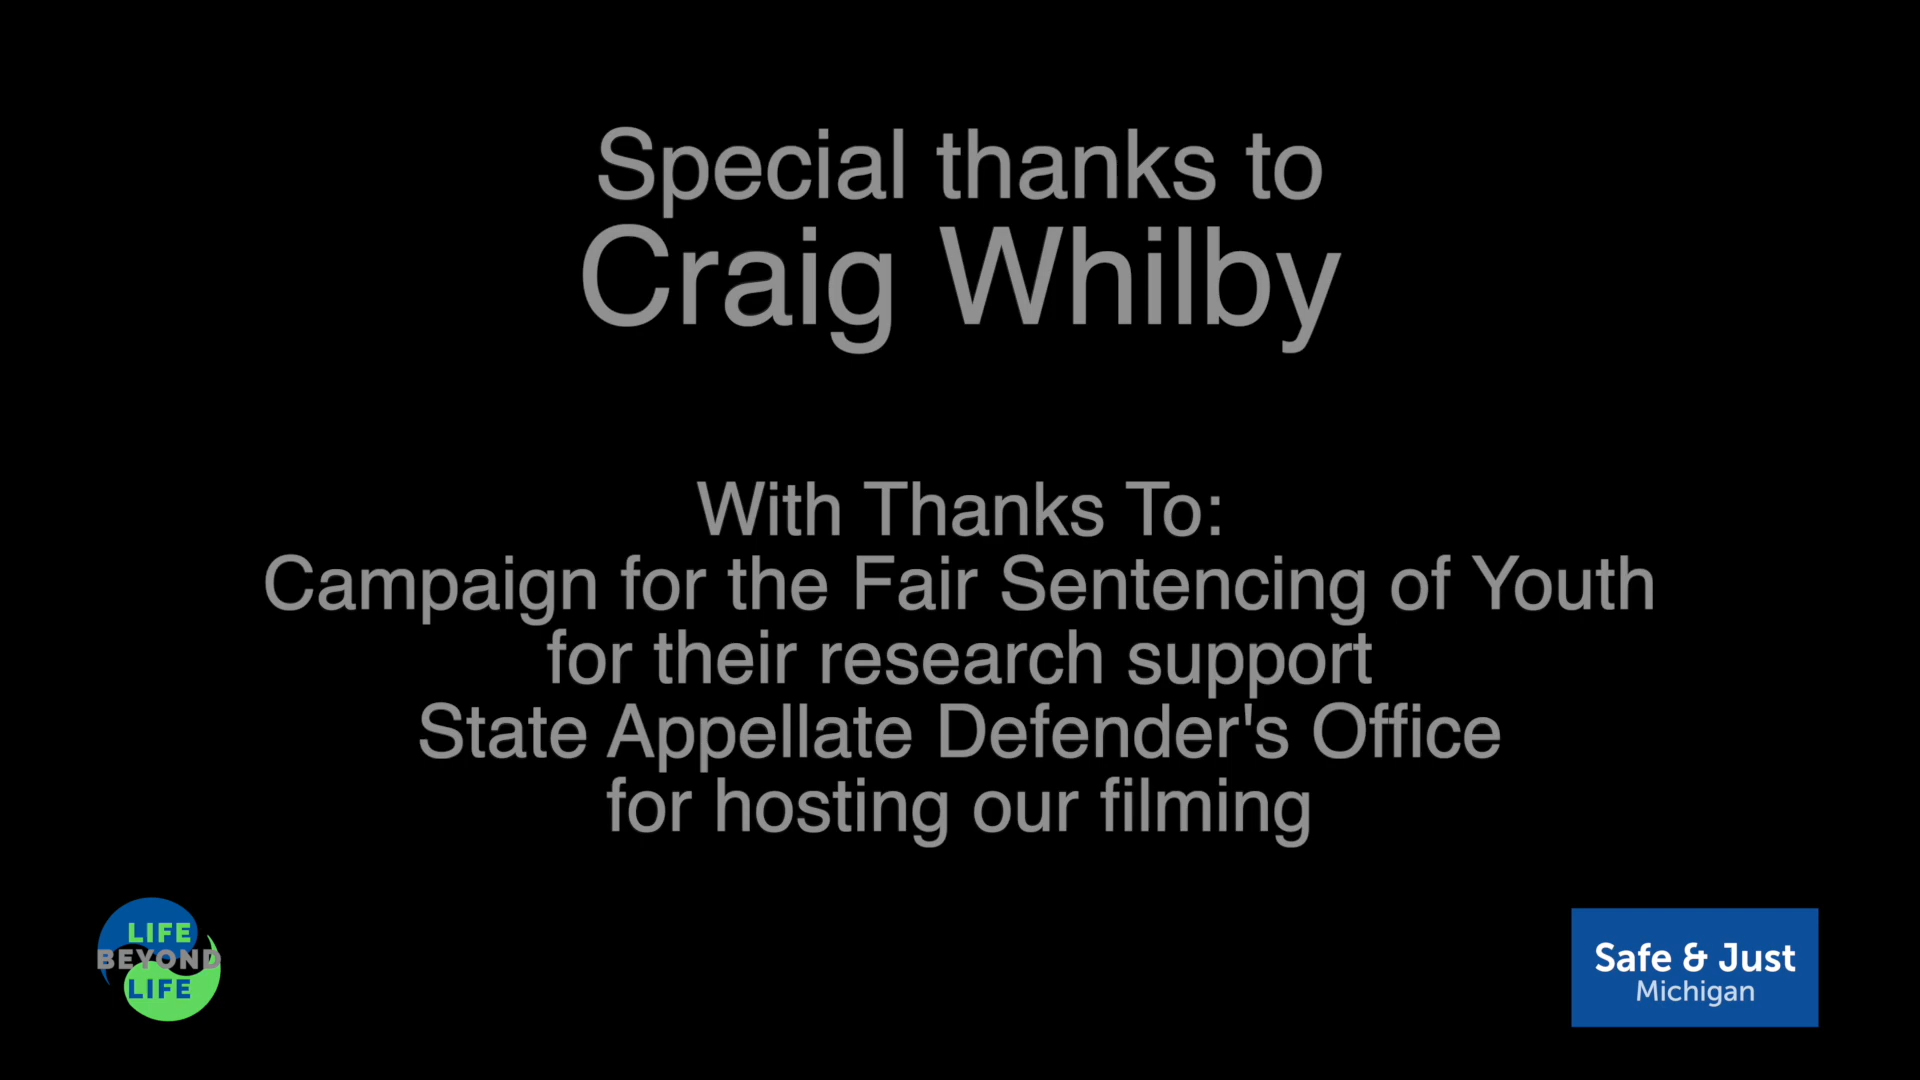 Special thanks to
Craig Whilby
With Thanks To:
Campaign for the Fair Sentencing of Youth
for their research support
State Appellate Defender's Office
for hosting our filming
LIFE
BEYOND
LIFE
Safe & Just
Michigan